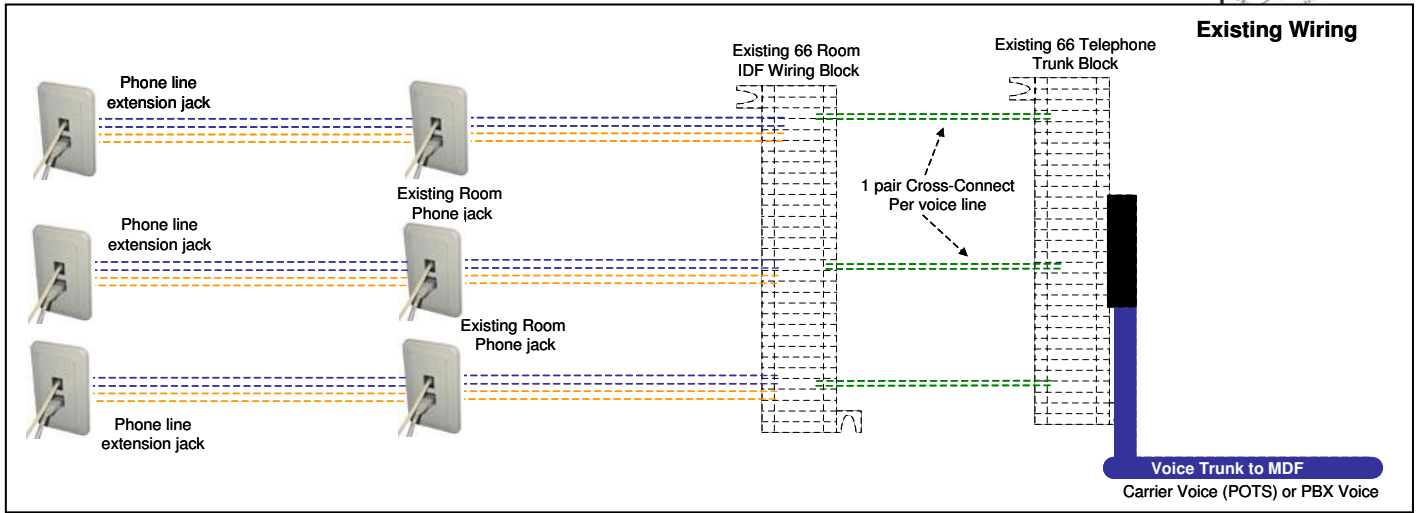 Existing Wiring
Existing 66 Room
IDF Wiring Block
Existing 66 Telephone
Trunk Block
Phone line
extension jack
1 pair Cross-Connect
Per voice line
Existing Room
Phone jack
Phone line
extension jack
Existing Room
Phone jack
Phone line
extension jack
Voice Trunk to MDF
Carrier Voice (POTS) or PBX Voice